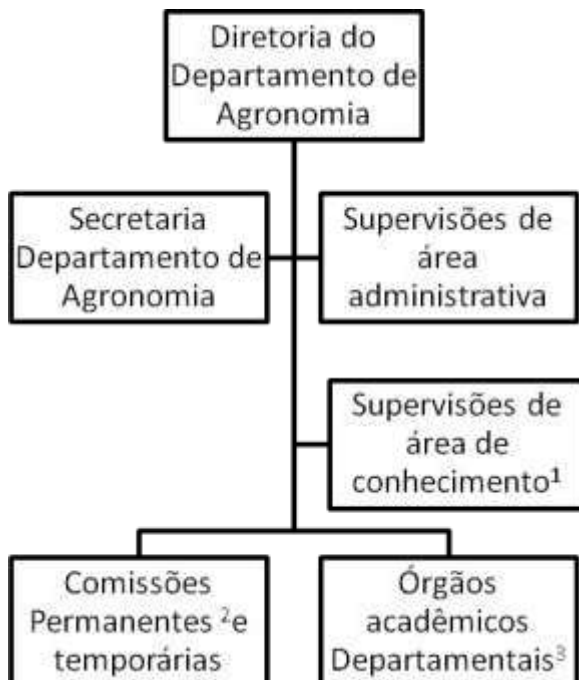 Diretoria do
Departamento de
Agronomia
Secretaria
Departamento de
Agronomia
Supervisões de
área
administrativa
Supervisões de
área de
conhecimento¹
Comissões
Permanentes ²e
temporárias
Órgãos
acadêmicos
Departamentais³